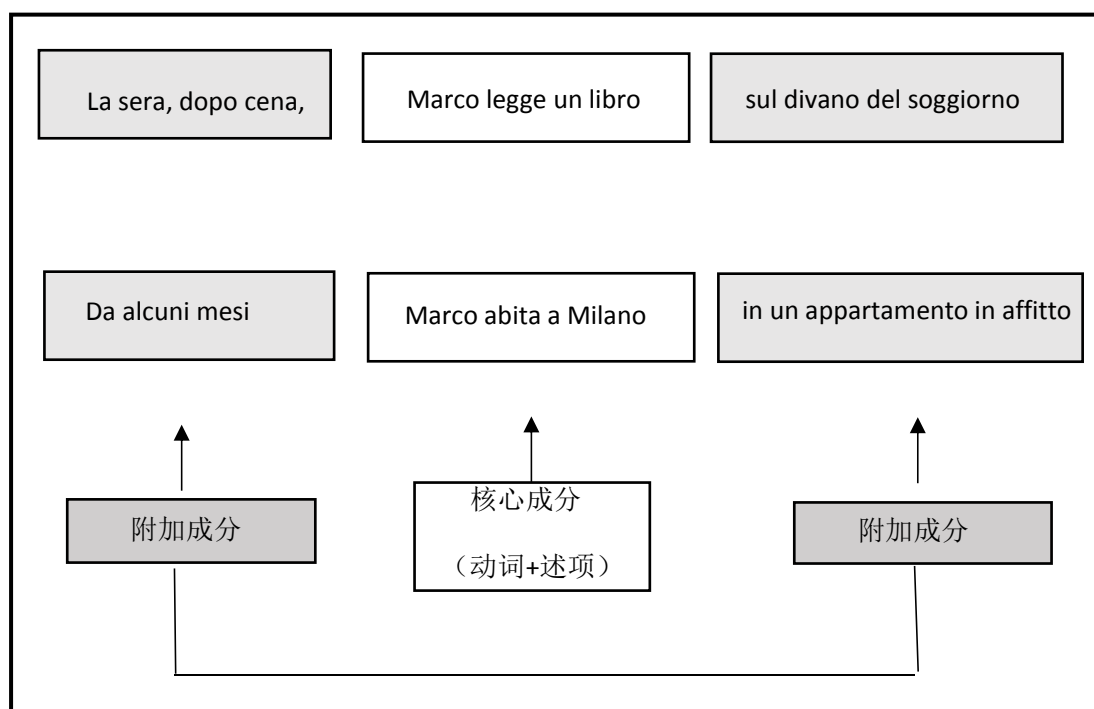 La sera, dopo cena,
Marco legge un libro
sul divano del soggiorno
Da alcuni mesi
Marco abita a Milano
in un appartamento in affitto
附加成分
核心成分
（动词+述项）
附加成分